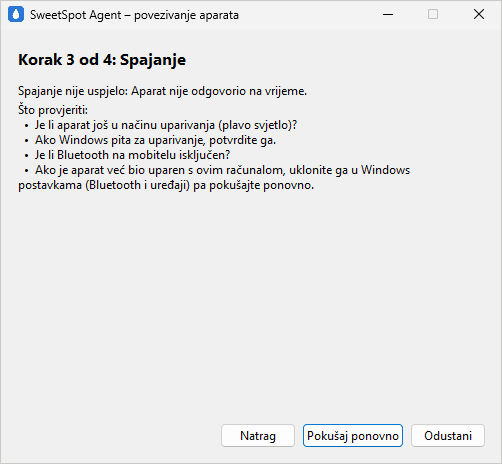 SweetSpot Agent – povezivanje aparata
Korak 3 od 4: Spajanje
Spajanje nije uspjelo: Aparat nije odgovorio na vrijeme.
Što provjeriti:
• Je li aparat još u načinu uparivanja (plavo svjetlo)?
• Ako Windows pita za uparivanje, potvrdite ga.
• Je li Bluetooth na mobitelu isključen?
• Ako je aparat već bio uparen s ovim računalom, uklonite ga u Windows
postavkama (Bluetooth i uređaji) pa pokušajte ponovno.
Natrag
Pokušaj ponovno
Odustani